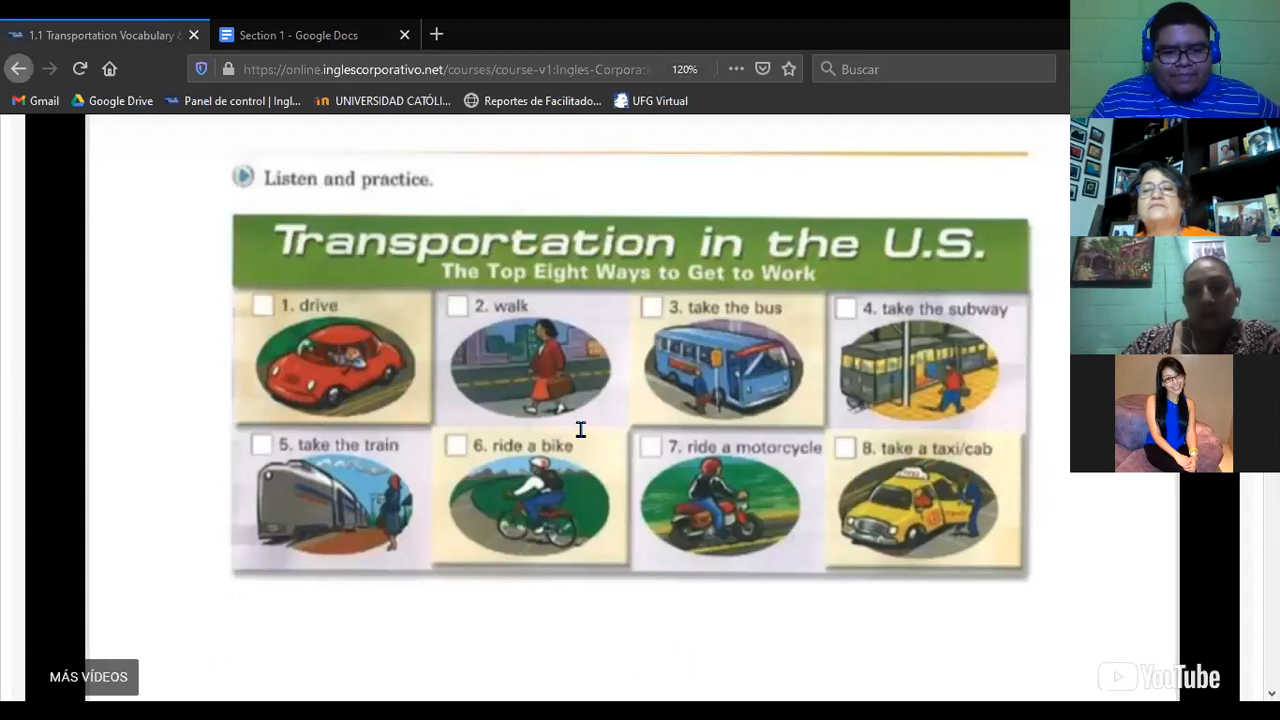 1.1 Transportation Vocabulary &
Section 1 - Google Docs
https://online.inglescorporativo.net/courses/course-v1:Ingles-Corporati
120%
Buscar
Gmail
Google Drive
Panel de control | Ingl...
UNIVERSIDAD CATÓLI...
Reportes de Facilitado...
UFG Virtual
Listen and practice.
Transportation in the U.S.
The Top Eight Ways to Get to Work
1. drive
2. walk
3. take the bus
4. take the subway
5. take the train
6. ride a bike
7. ride a motorcycle
8. take a taxi/cab
MÁS VÍDEOS
YouTube